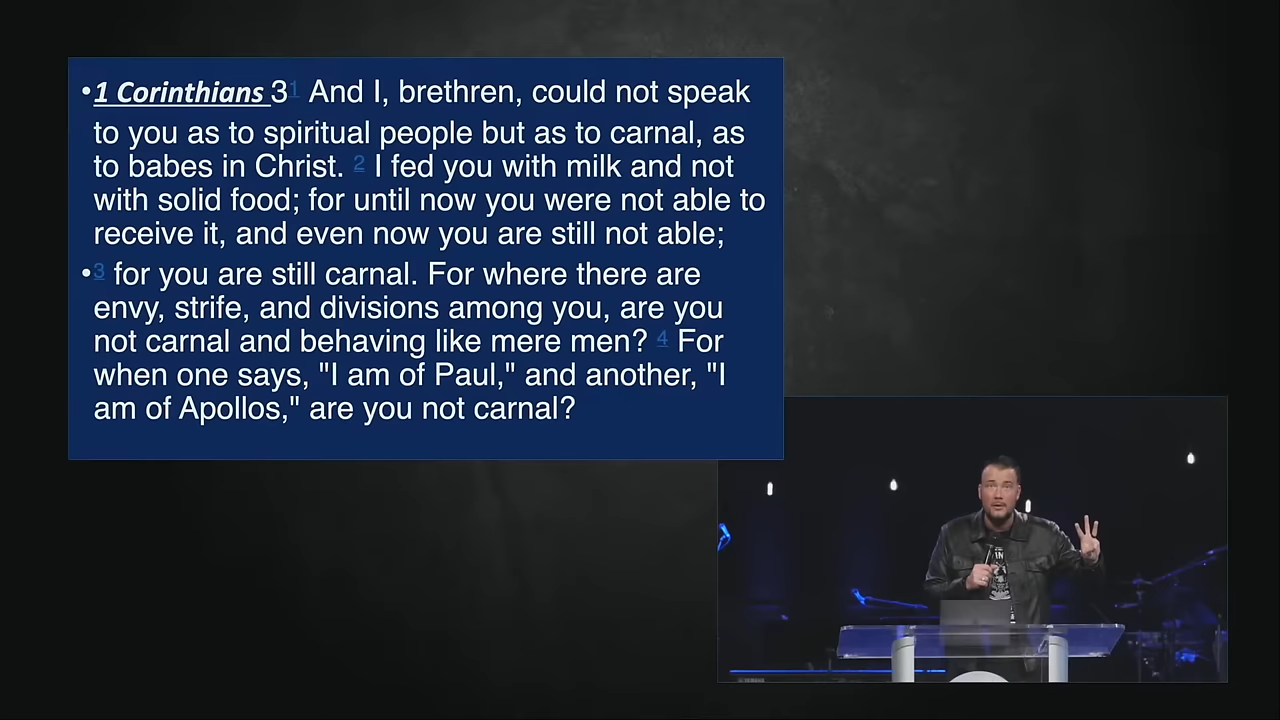 •1 Corinthians 31 And I, brethren, could not speak
to you as to spiritual people but as to carnal, as
to babes in Christ. 2 I fed you with milk and not
with solid food; for until now you were not able to
receive it, and even now you are still not able;
•3 for you are still carnal. For where there are
envy, strife, and divisions among you, are you
not carnal and behaving like mere men? 4 For
when one says, "I am of Paul," and another, "I
am of Apollos," are you not carnal?